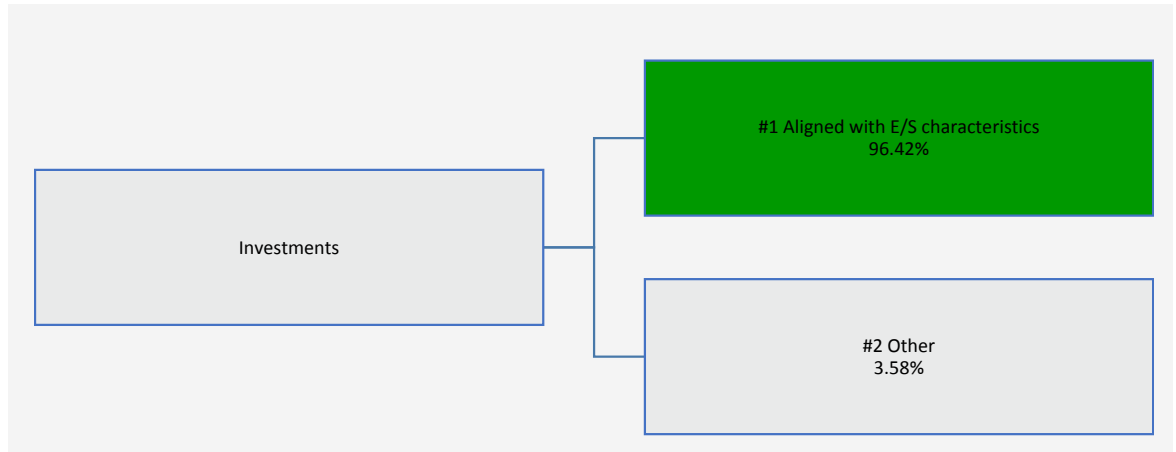 #1 Aligned with E/S characteristics
96.42%
Investments
#2 Other
3.58%